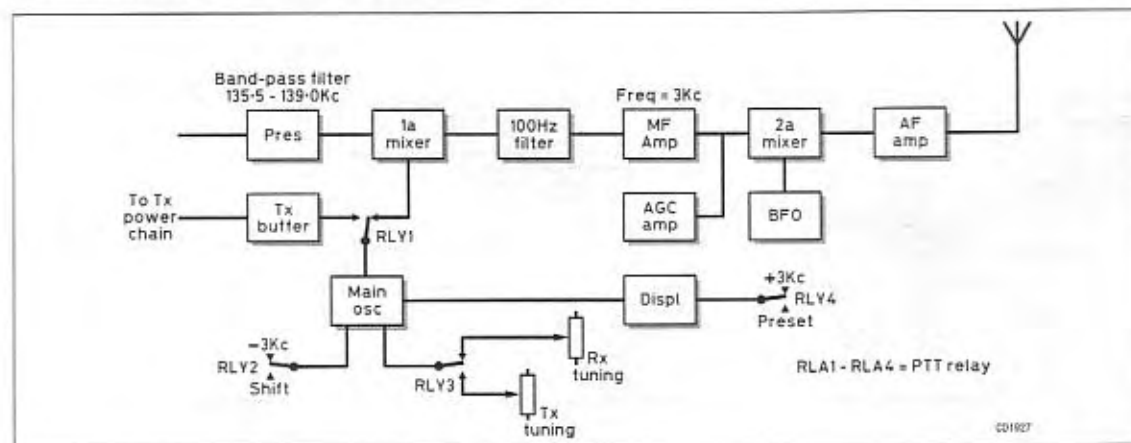 Band-pass filter
135·5 - 139·0Kc
Pres
1a
mixer
100Hz
filter
Freq = 3Kc
MF
Amp
2a
mixer
AF
amp
To Tx
power
chain
Tx
buffer
RLY1
AGC
amp
BFO
Main
osc
Displ
+3Kc
RLY4
Preset
-3Kc
RLY2
Shift
RLY3
Rx
tuning
Tx
tuning
RLA1 - RLA4 = PTT relay
CD1927